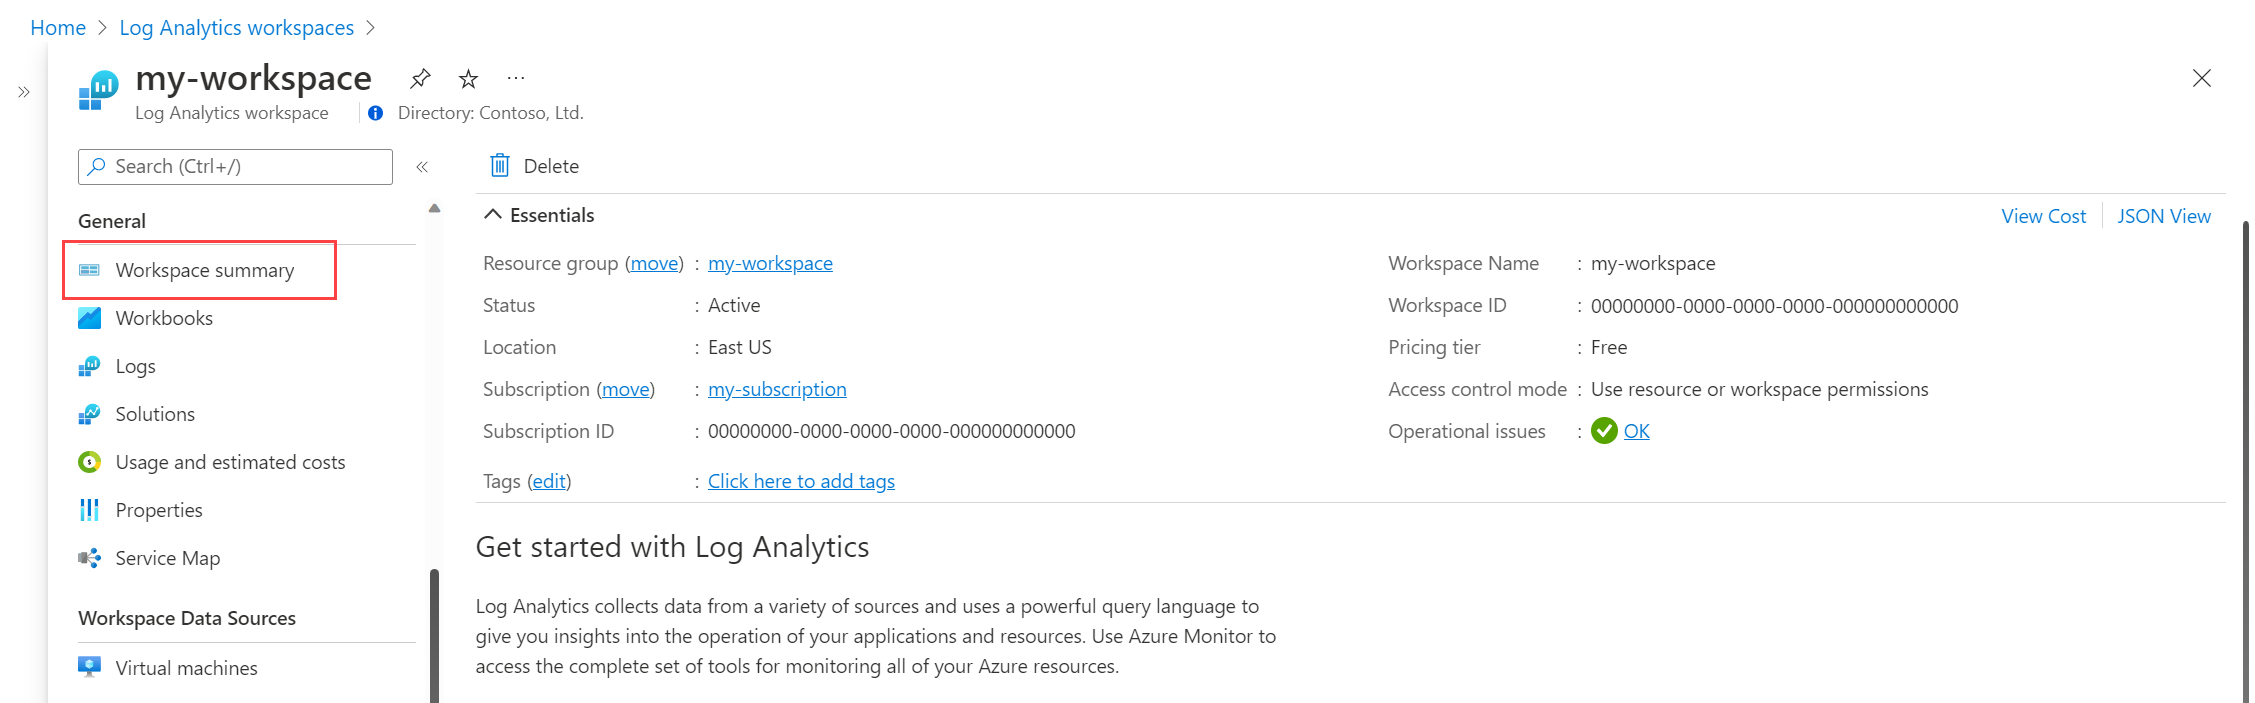 Home > Log Analytics workspaces >
my-workspace ...
Log Analytics workspace | Directory: Contoso, Ltd.
Search (Ctrl+/) «
»
General
Workspace summary
Workbooks
Logs
Solutions
Usage and estimated costs
Properties
Service Map
Workspace Data Sources
Virtual machines
Delete
Essentials
View Cost | JSON View
Resource group (move) : my-workspace
Status : Active
Location : East US
Subscription (move) : my-subscription
Subscription ID : 00000000-0000-0000-0000-000000000000
Tags (edit) : Click here to add tags
Workspace Name : my-workspace
Workspace ID : 00000000-0000-0000-0000-000000000000
Pricing tier : Free
Access control mode : Use resource or workspace permissions
Operational issues : OK
Get started with Log Analytics
Log Analytics collects data from a variety of sources and uses a powerful query language to
give you insights into the operation of your applications and resources. Use Azure Monitor to
access the complete set of tools for monitoring all of your Azure resources.